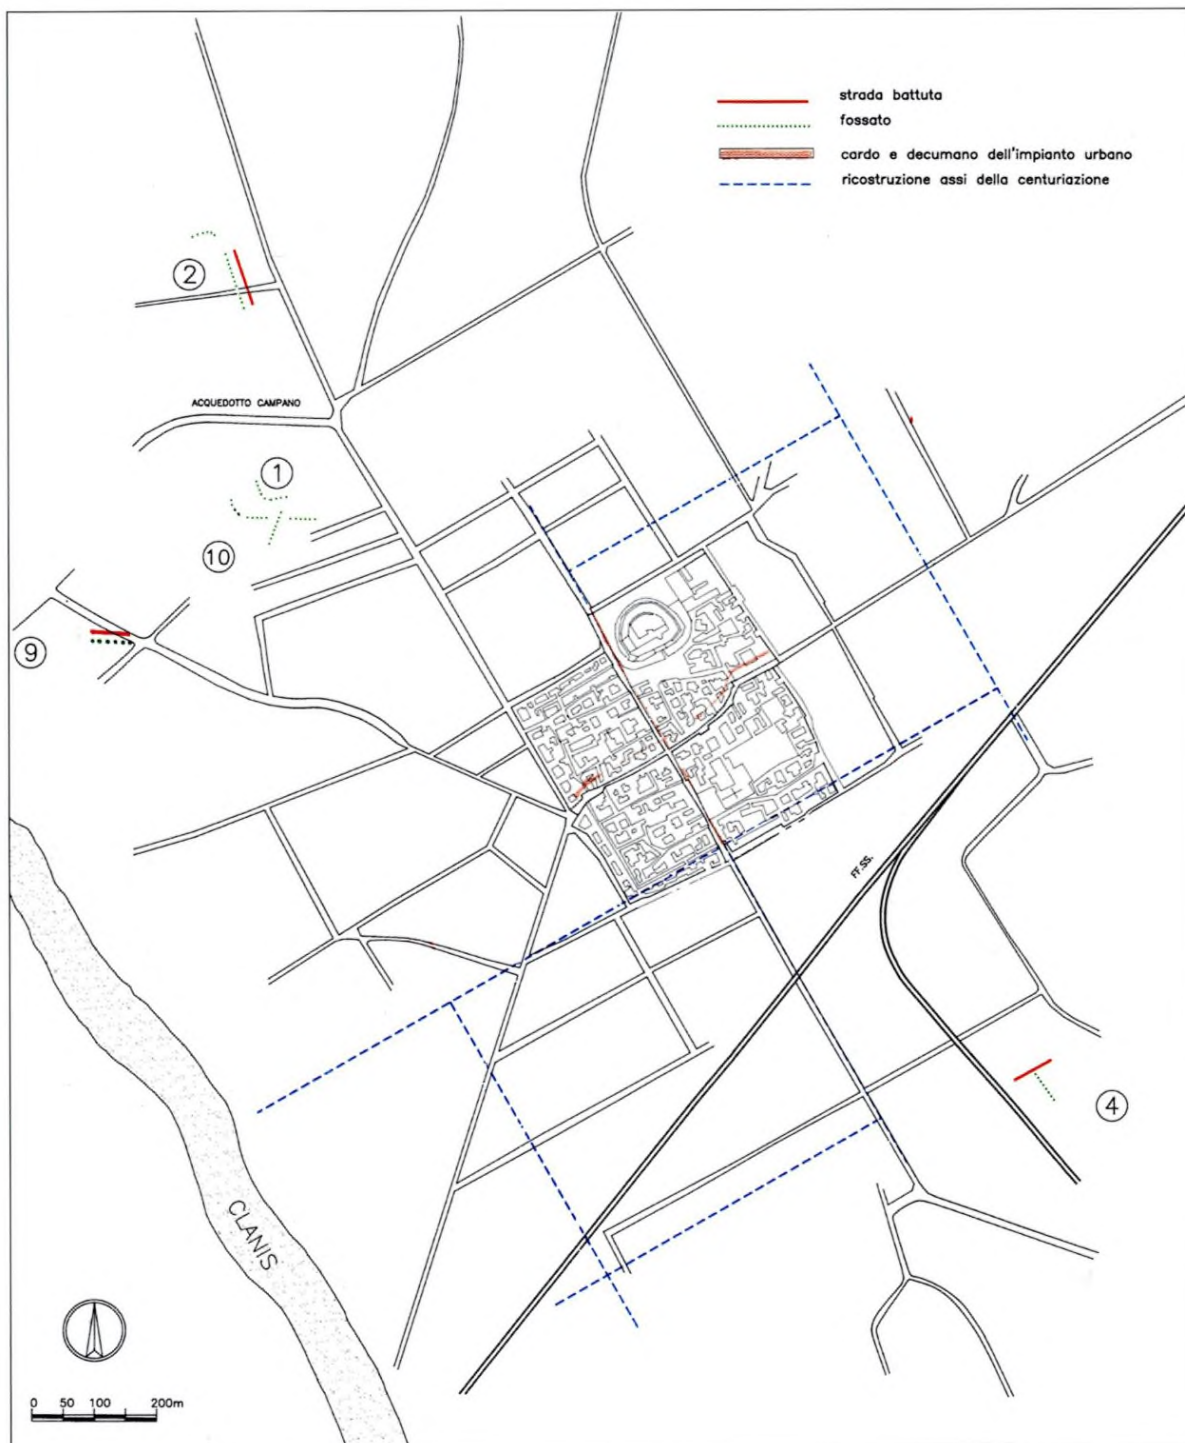 strada battuta
fossato
cardo e decumano dell'impianto urbano
ricostruzione assi della centuriazione
2
ACQUEDOTTO CAMPANO
1
10
9
FF.SS.
4
CLANIS
0 50 100 200m